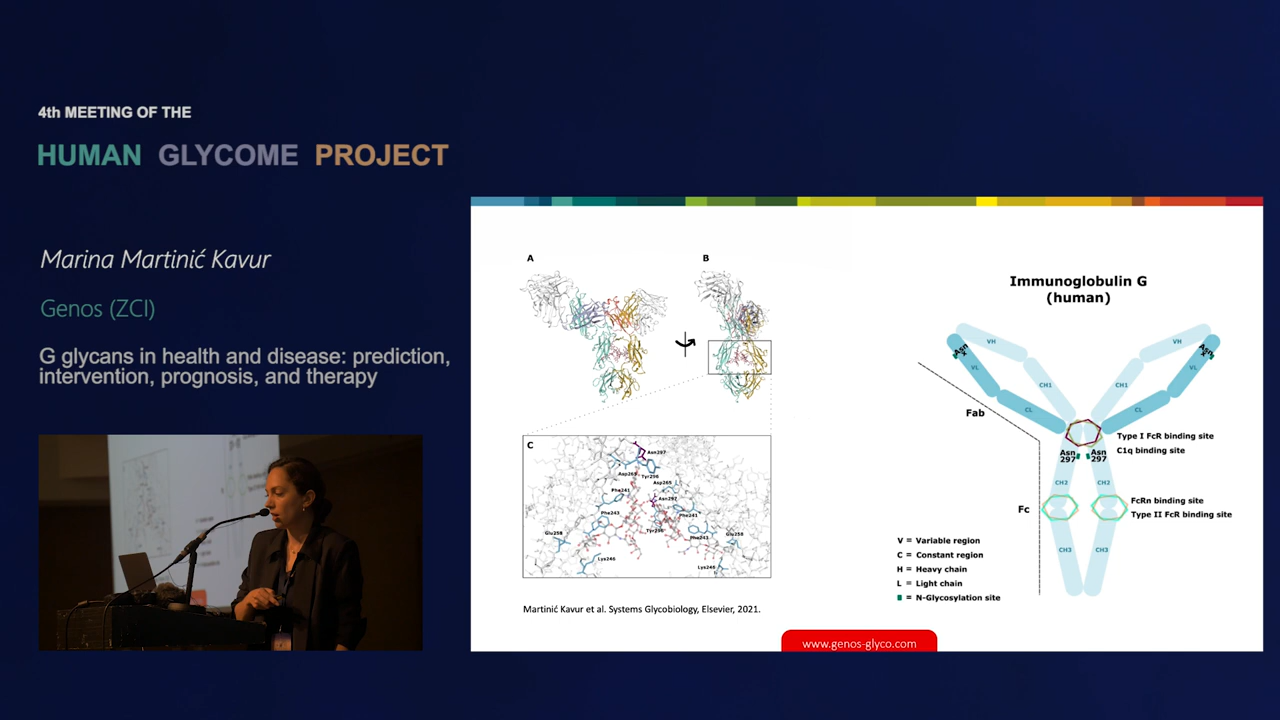 4th MEETING OF THE
HUMAN GLYCOME PROJECT
Marina Martinić Kavur
Genos (ZCI)
G glycans in health and disease: prediction,
intervention, prognosis, and therapy
A
B
C
Asn297
Tyr296
Asp265
Asp265
Phe241
Asn297
Phe243
Phe241
Tyr296
Glu258
Phe243
Glu258
Lys246
Lys246
Martinić Kavur et al. Systems Glycobiology, Elsevier, 2021.
Immunoglobulin G
(human)
Asn
X
VH
VL
CH1
CL
VH
Asn
VL
CH1
CL
Fab
Type I FcR binding site
C1q binding site
Asn
297
Asn
297
CH3
CH2
FcRn binding site
Type II FcR binding site
Fc
CH3
CH3
V = Variable region
C = Constant region
H = Heavy chain
L = Light chain
= N-Glycosylation site
www.genos-glyco.com